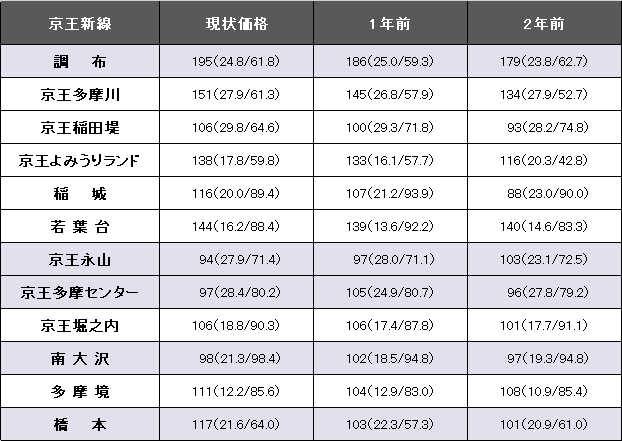 京王新線 現状価格 1年前 2年前
調 布 195(24.8/61.8) 186(25.0/59.3) 179(23.8/62.7)
京王多摩川 151(27.9/61.3) 145(26.8/57.9) 134(27.9/52.7)
京王稲田堤 106(29.8/64.6) 100(29.3/71.8) 93(28.2/74.8)
京王よみうりランド 138(17.8/59.8) 133(16.1/57.7) 116(20.3/42.8)
稲 城 116(20.0/89.4) 107(21.2/93.9) 88(23.0/90.0)
若 葉 台 144(16.2/88.4) 139(13.6/92.2) 140(14.6/83.3)
京王永山 94(27.9/71.4) 97(28.0/71.1) 103(23.1/72.5)
京王多摩センター 97(28.4/80.2) 105(24.9/80.7) 96(27.8/79.2)
京王堀之内 106(18.8/90.3) 106(17.4/87.8) 101(17.7/91.1)
南 大 沢 98(21.3/98.4) 102(18.5/94.8) 97(19.3/94.8)
多 摩 境 111(12.2/85.6) 104(12.9/83.0) 108(10.9/85.4)
橋 本 117(21.6/64.0) 103(22.3/57.3) 101(20.9/61.0)